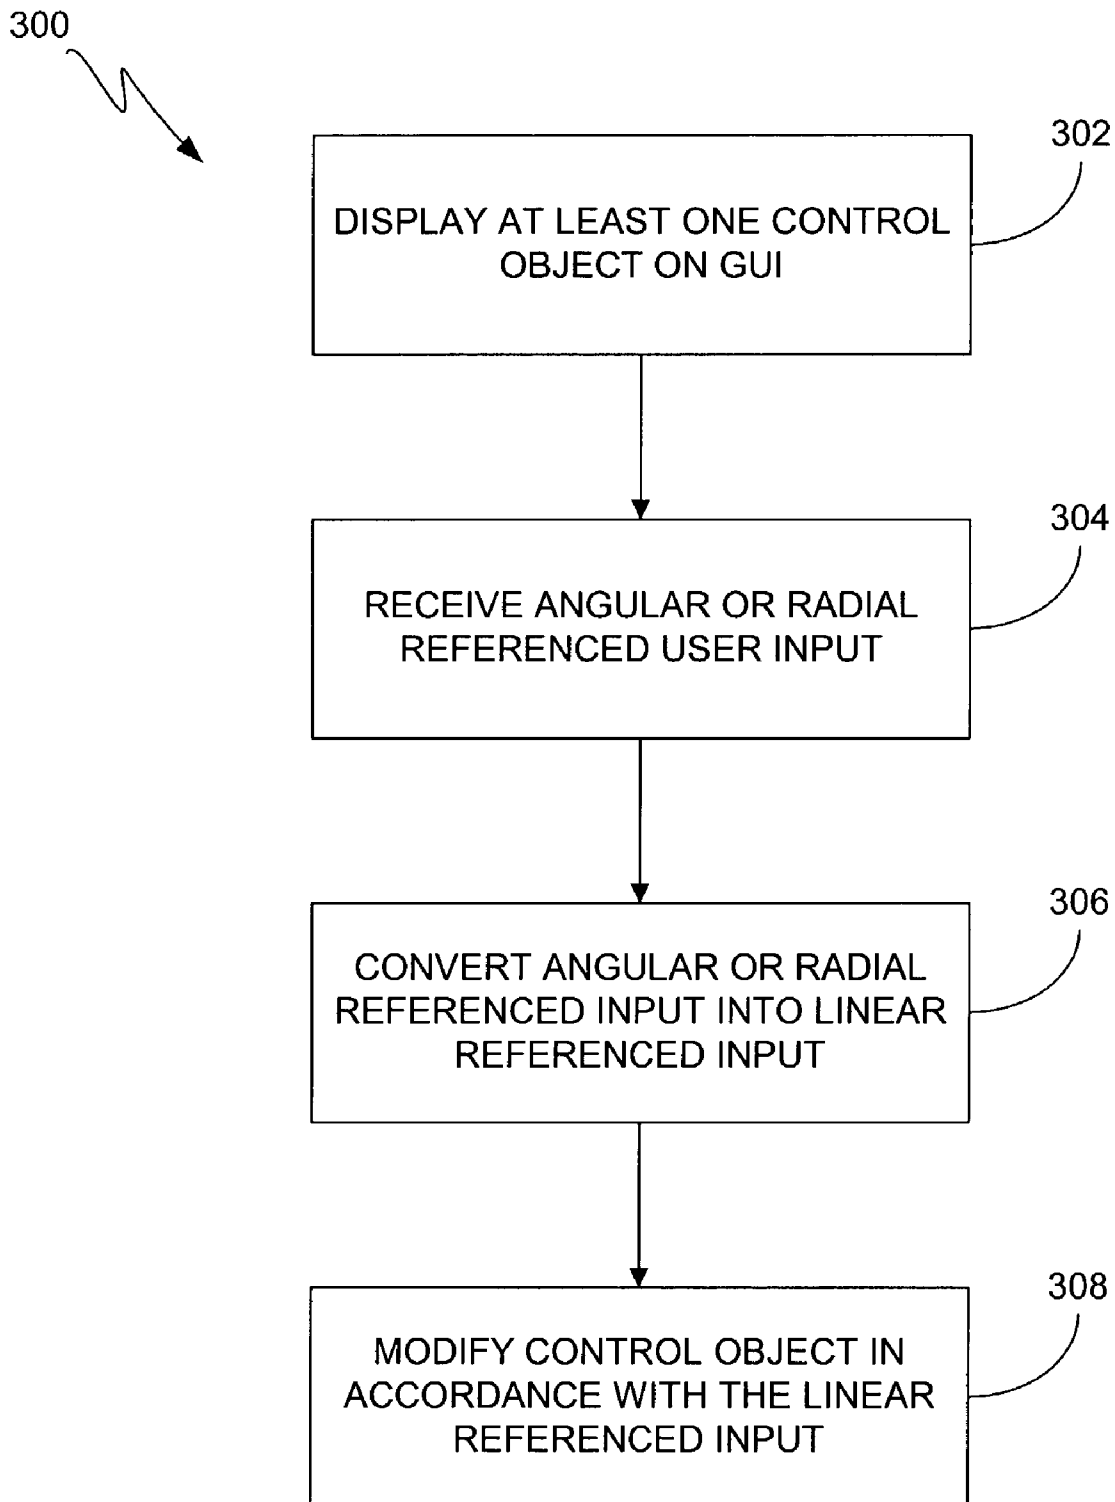 300
302
DISPLAY AT LEAST ONE CONTROL
OBJECT ON GUI
304
RECEIVE ANGULAR OR RADIAL
REFERENCED USER INPUT
306
CONVERT ANGULAR OR RADIAL
REFERENCED INPUT INTO LINEAR
REFERENCED INPUT
308
MODIFY CONTROL OBJECT IN
ACCORDANCE WITH THE LINEAR
REFERENCED INPUT